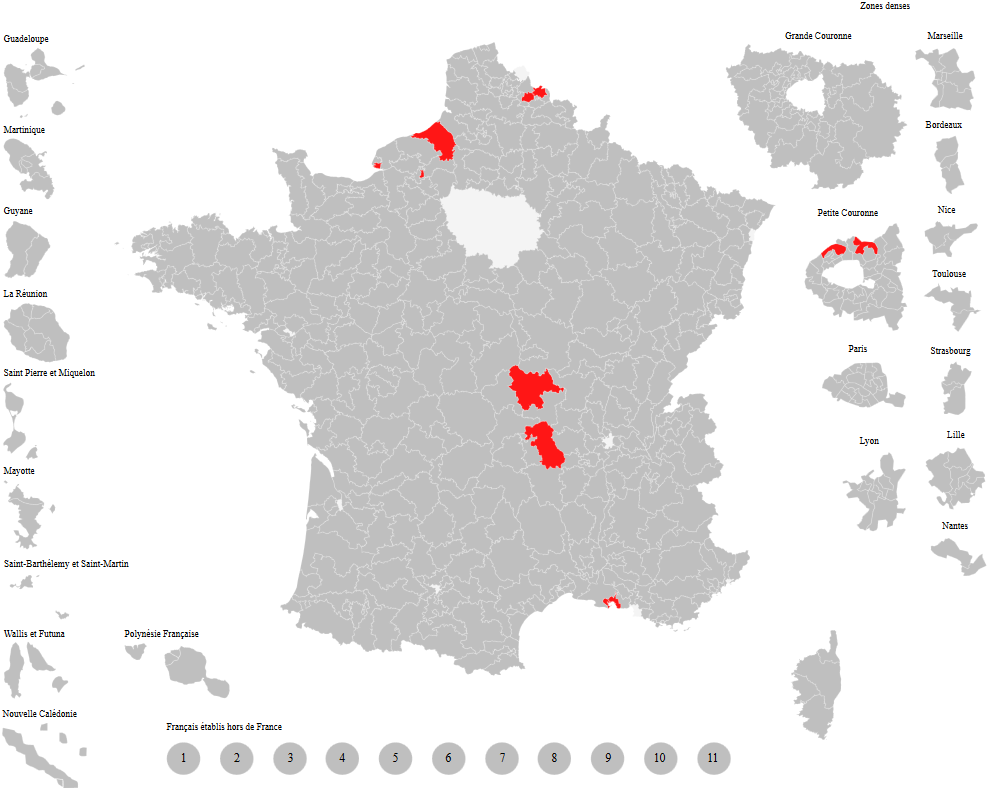 Zones denses
Guadeloupe
Grande Couronne
Marseille
Martinique
Bordeaux
Guyane
Petite Couronne
Nice
La Réunion
Toulouse
Saint Pierre et Miquelon
Paris
Strasbourg
Mayotte
Lyon
Lille
Nantes
Saint-Barthélemy et Saint-Martin
Wallis et Futuna
Polynésie Française
Nouvelle Calédonie
Français établis hors de France
1 2 3 4 5 6 7 8 9 10 11